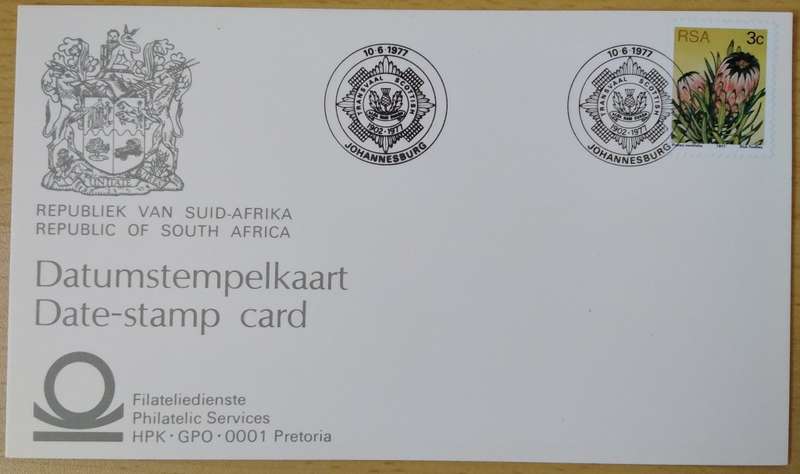 10·6·1977
TRANSVAAL SCOTTISH
1902-1977
JOHANNESBURG
10·6·1977
TRANSVAAL SCOTTISH
1902-1977
JOHANNESBURG
RSA 3c
1977
UNITATE
REPUBLIEK VAN SUID-AFRIKA
REPUBLIC OF SOUTH AFRICA
Datumstempelkaart
Date-stamp card
Filateliedienste
Philatelic Services
HPK·GPO·0001 Pretoria